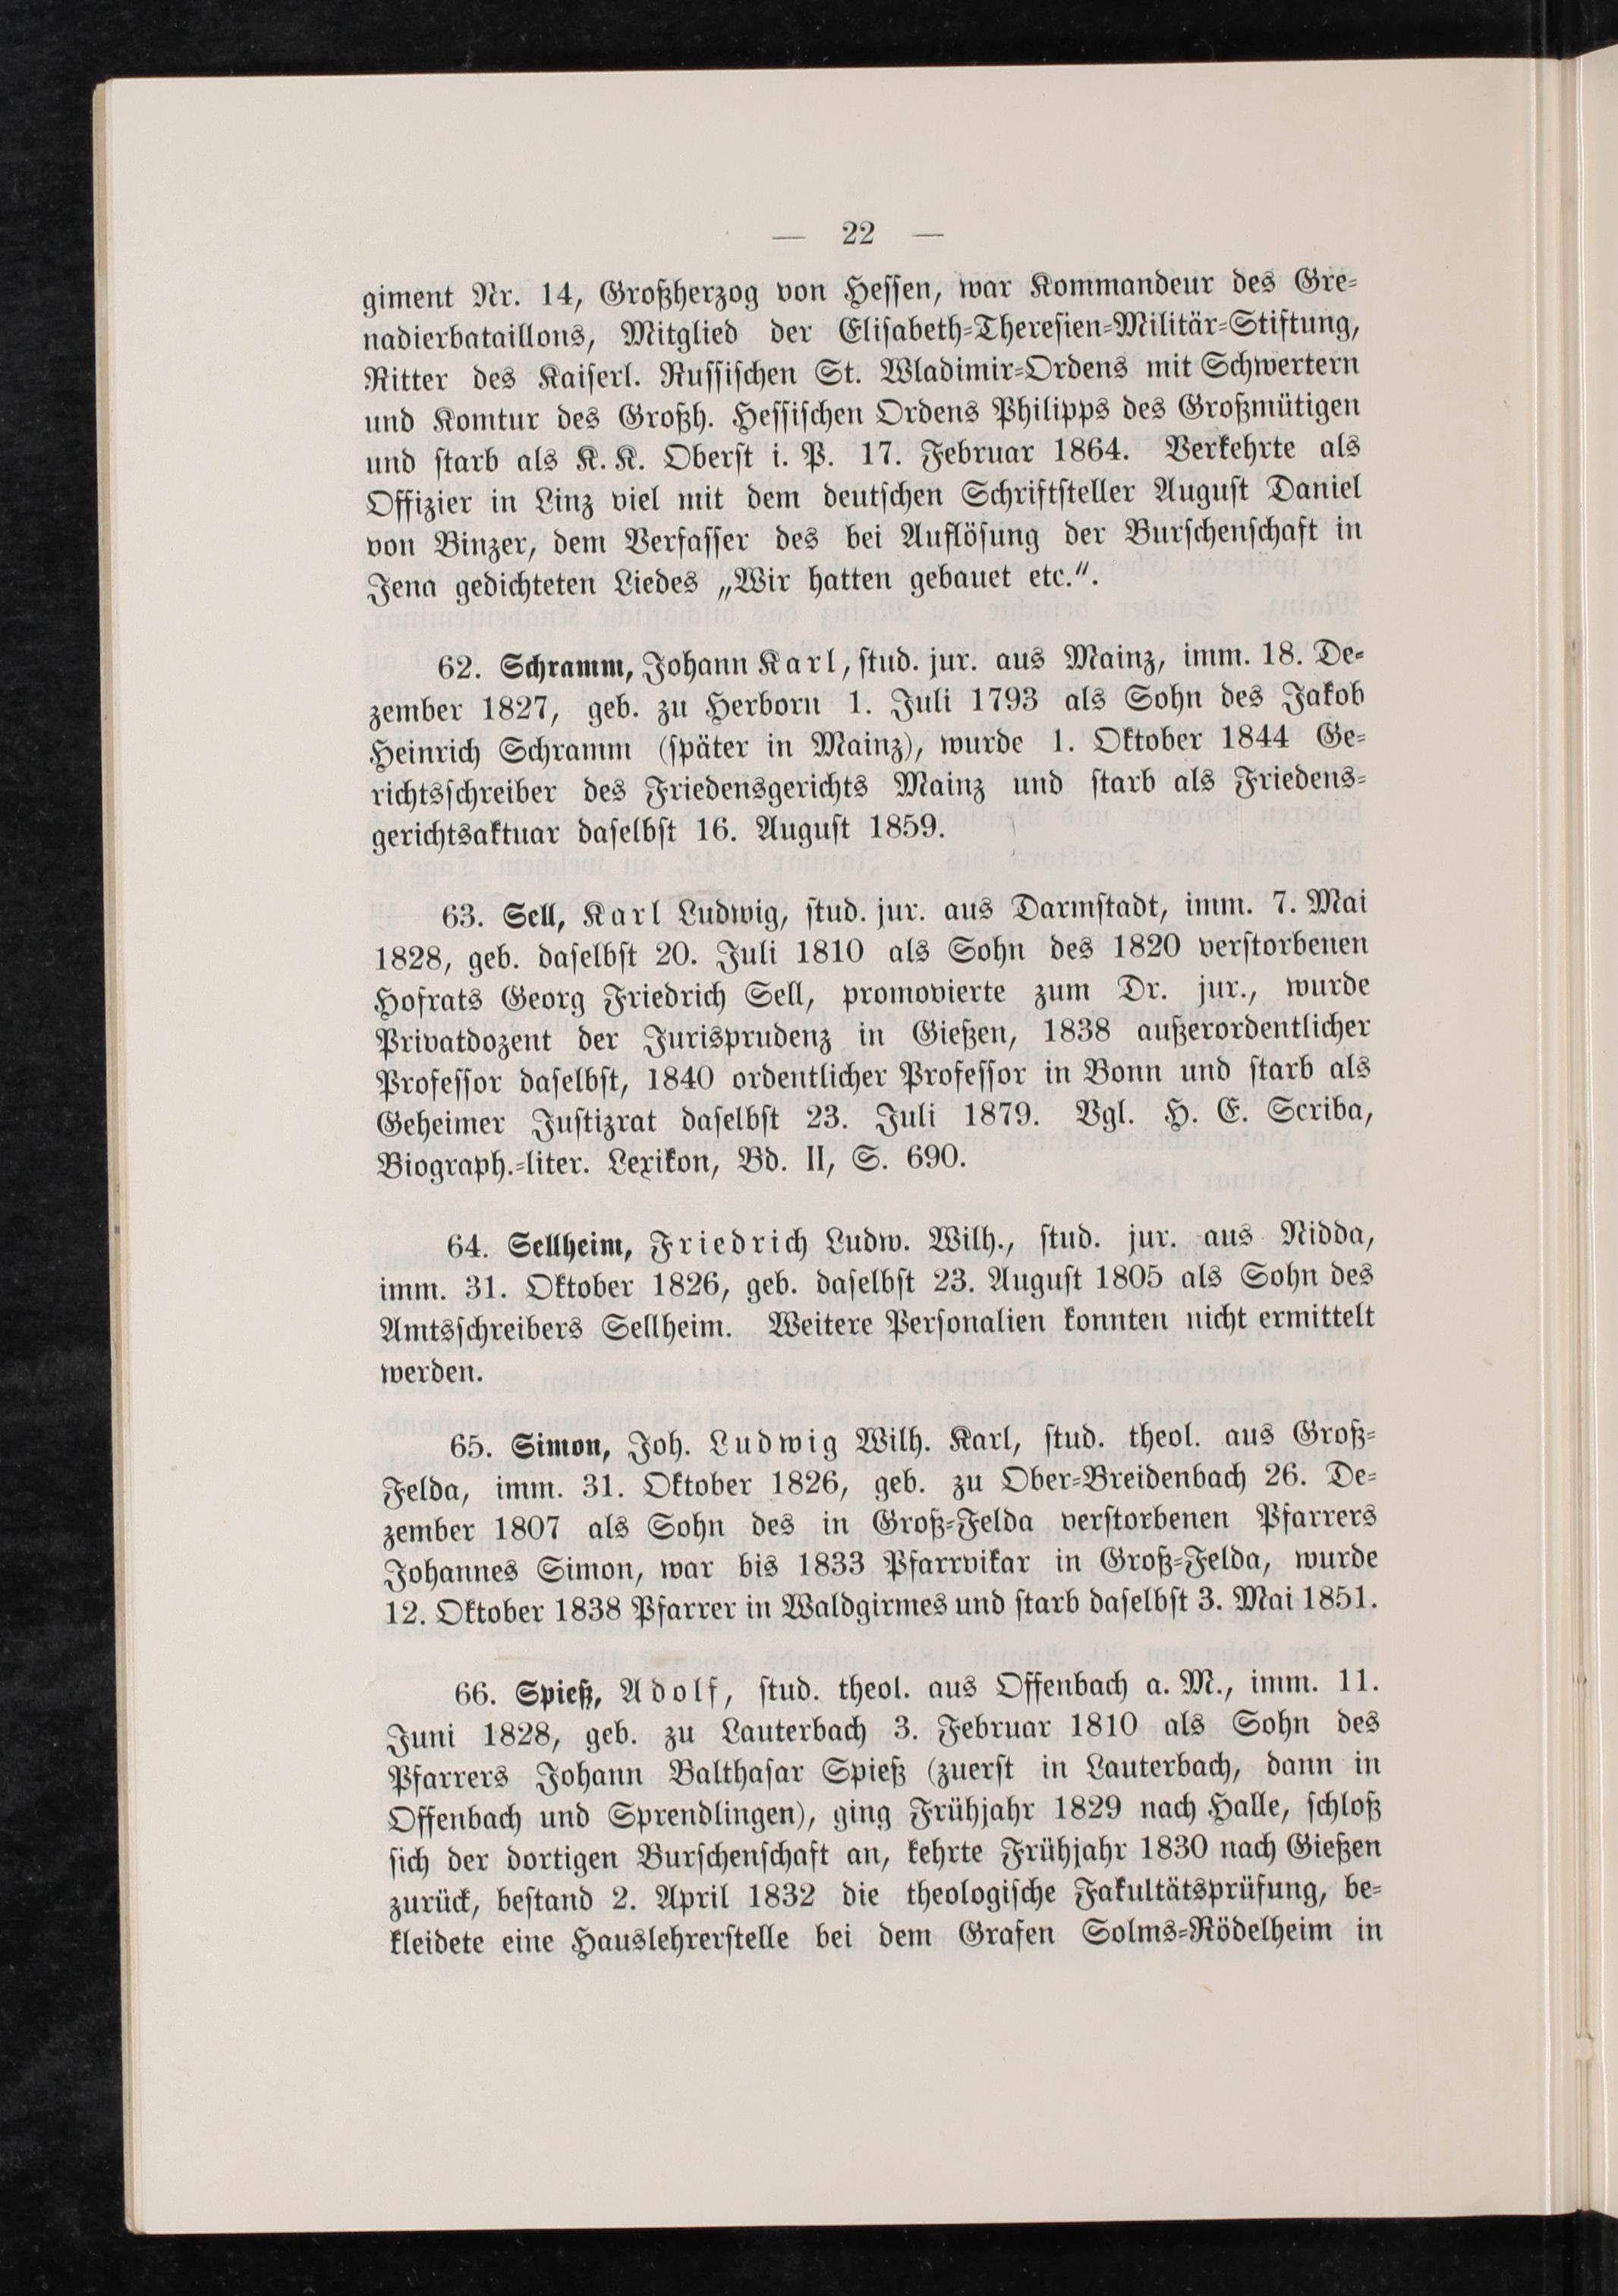 — 22 —
giment Nr. 14, Großherzog von Hessen, war Kommandeur des Gre-
nadierbataillons, Mitglied der Elisabeth-Theresien-Militär-Stiftung,
Ritter des Kaiserl. Russischen St. Wladimir-Ordens mit Schwertern
und Komtur des Großh. Hessischen Ordens Philipps des Großmütigen
und starb als K. K. Oberst i. P. 17. Februar 1864. Verkehrte als
Offizier in Linz viel mit dem deutschen Schriftsteller August Daniel
von Binzer, dem Verfasser des bei Auflösung der Burschenschaft in
Jena gedichteten Liedes „Wir hatten gebauet etc.“.
62. Schramm, Johann Karl, stud. jur. aus Mainz, imm. 18. De-
zember 1827, geb. zu Herborn 1. Juli 1793 als Sohn des Jakob
Heinrich Schramm (später in Mainz), wurde 1. Oktober 1844 Ge-
richtsschreiber des Friedensgerichts Mainz und starb als Friedens-
gerichtsaktuar daselbst 16. August 1859.
63. Sell, Karl Ludwig, stud. jur. aus Darmstadt, imm. 7. Mai
1828, geb. daselbst 20. Juli 1810 als Sohn des 1820 verstorbenen
Hofrats Georg Friedrich Sell, promovierte zum Dr. jur., wurde
Privatdozent der Jurisprudenz in Gießen, 1838 außerordentlicher
Professor daselbst, 1840 ordentlicher Professor in Bonn und starb als
Geheimer Justizrat daselbst 23. Juli 1879. Vgl. H. E. Scriba,
Biograph.-liter. Lexikon, Bd. II, S. 690.
64. Sellheim, Friedrich Ludw. Wilh., stud. jur. aus Nidda,
imm. 31. Oktober 1826, geb. daselbst 23. August 1805 als Sohn des
Amtsschreibers Sellheim. Weitere Personalien konnten nicht ermittelt
werden.
65. Simon, Joh. Ludwig Wilh. Karl, stud. theol. aus Groß-
Felda, imm. 31. Oktober 1826, geb. zu Ober-Breidenbach 26. De-
zember 1807 als Sohn des in Groß-Felda verstorbenen Pfarrers
Johannes Simon, war bis 1833 Pfarrvikar in Groß-Felda, wurde
12. Oktober 1838 Pfarrer in Waldgirmes und starb daselbst 3. Mai 1851.
66. Spieß, Adolf, stud. theol. aus Offenbach a. M., imm. 11.
Juni 1828, geb. zu Lauterbach 3. Februar 1810 als Sohn des
Pfarrers Johann Balthasar Spieß (zuerst in Lauterbach, dann in
Offenbach und Sprendlingen), ging Frühjahr 1829 nach Halle, schloß
sich der dortigen Burschenschaft an, kehrte Frühjahr 1830 nach Gießen
zurück, bestand 2. April 1832 die theologische Fakultätsprüfung, be-
kleidete eine Hauslehrerstelle bei dem Grafen Solms-Rödelheim in